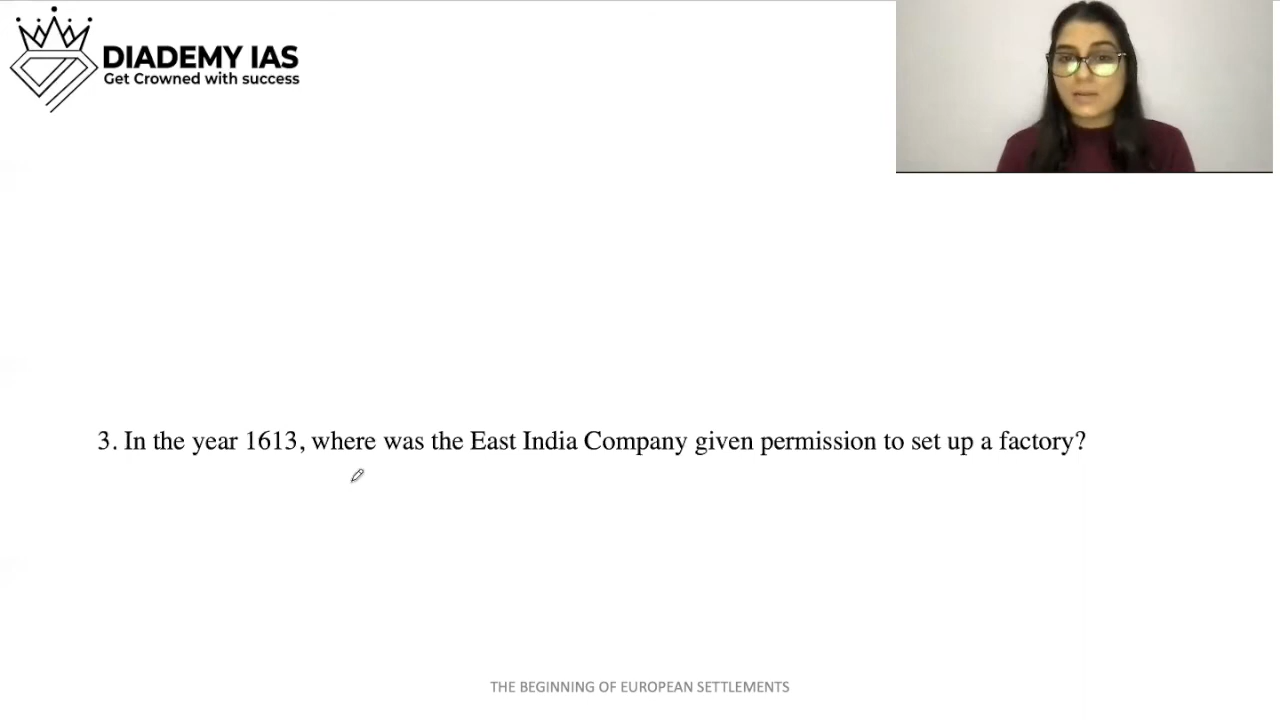 DIADEMY IAS
Get Crowned with success
3. In the year 1613, where was the East India Company given permission to set up a factory?
THE BEGINNING OF EUROPEAN SETTLEMENTS